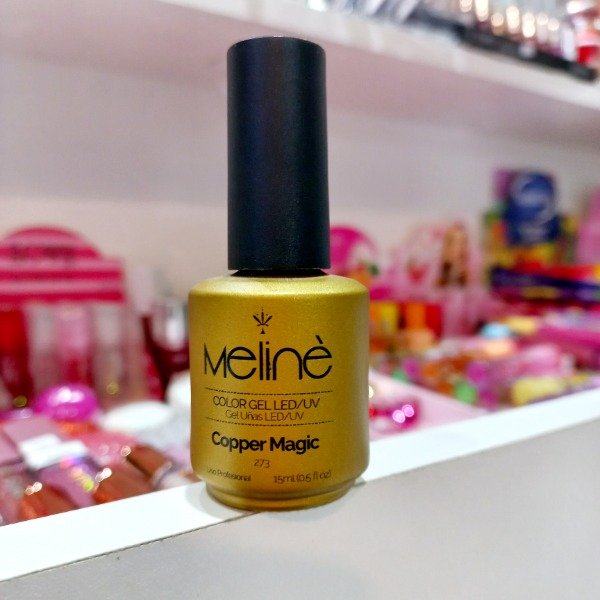 Melinè
COLOR GEL LED/UV
Gel Uñas LED/UV
Copper Magic
273
Uso Profesional
15ml (0.5 fl oz)